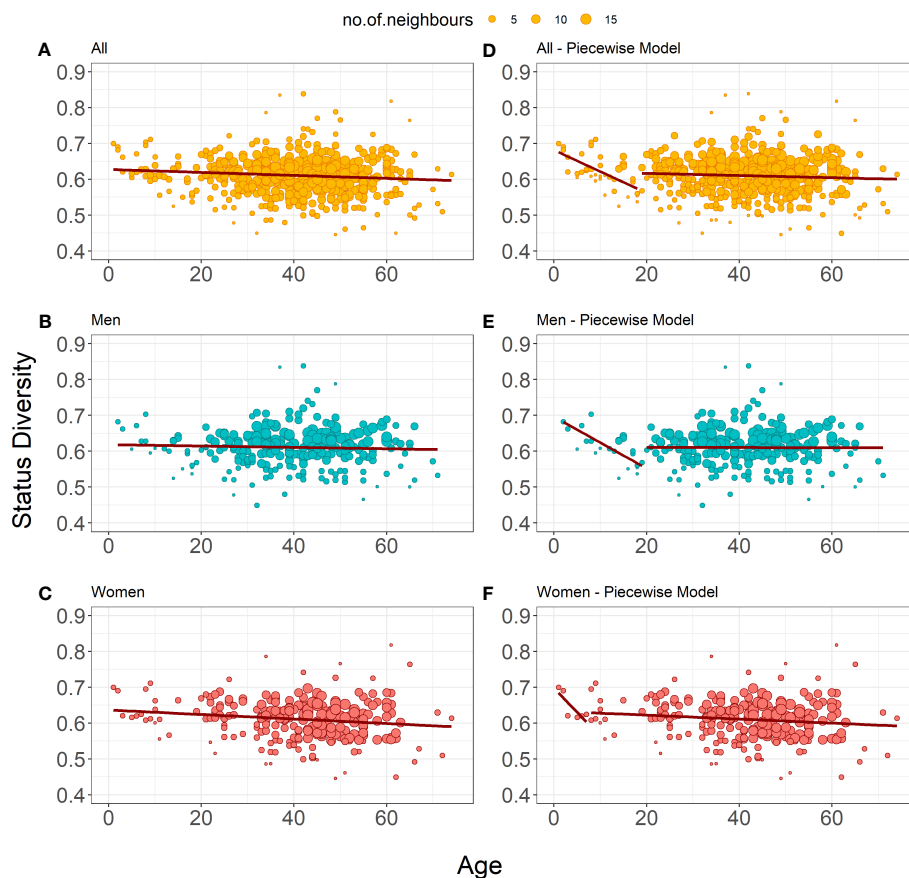 no.of.neighbours 5 10 15
A All
0.9
0.8
0.7
0.6
0.5
0.4
0 20 40 60
D All - Piecewise Model
0.9
0.8
0.7
0.6
0.5
0.4
0 20 40 60
B Men
0.9
0.8
0.7
0.6
0.5
0.4
0 20 40 60
E Men - Piecewise Model
0.9
0.8
0.7
0.6
0.5
0.4
0 20 40 60
C Women
0.9
0.8
0.7
0.6
0.5
0.4
0 20 40 60
F Women - Piecewise Model
0.9
0.8
0.7
0.6
0.5
0.4
0 20 40 60
Status Diversity
Age